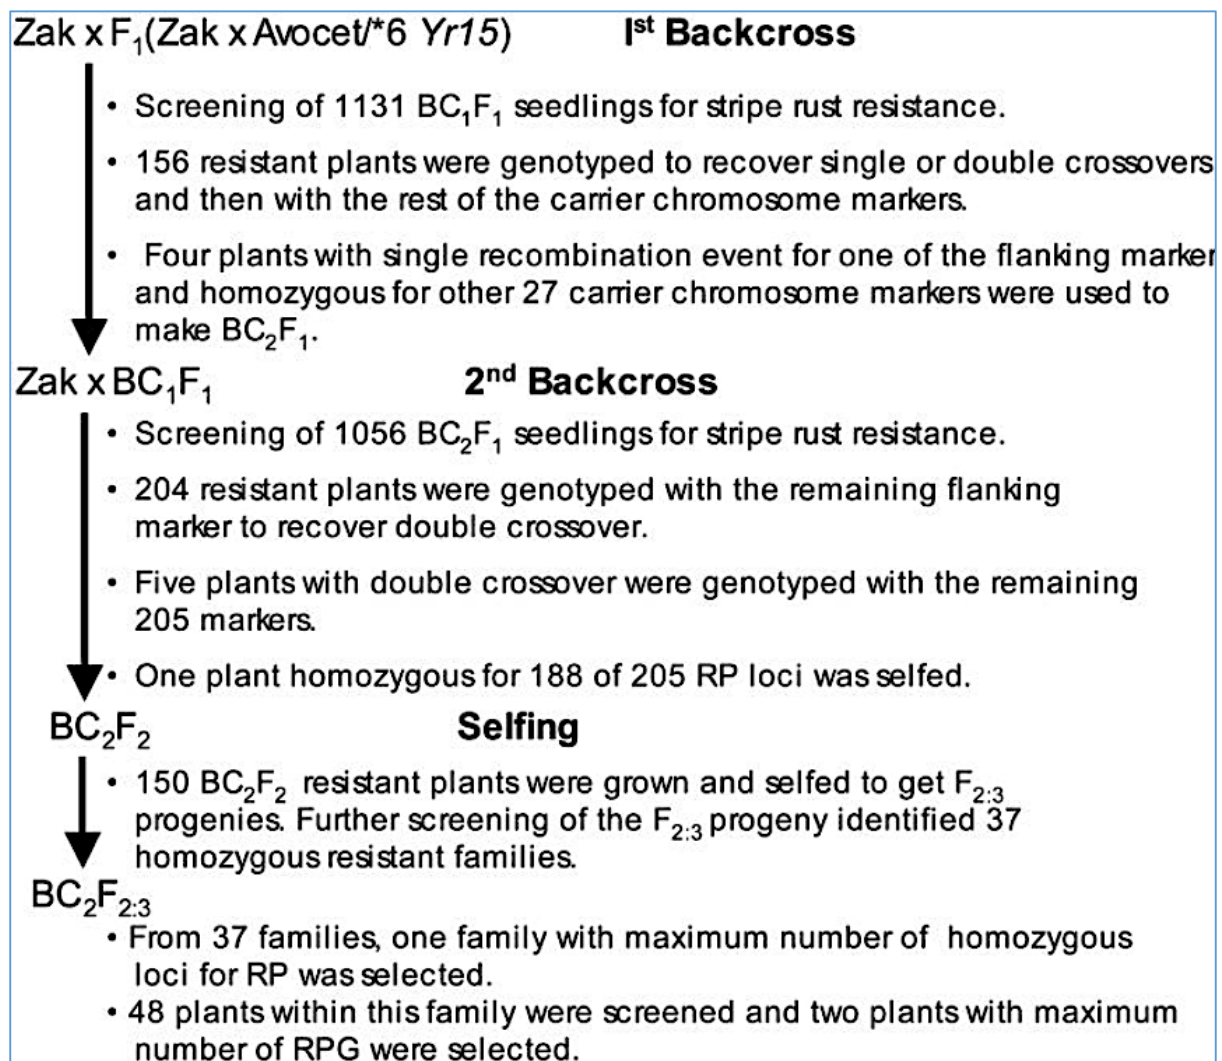 Zak x F₁(Zak x Avocet/*6 Yr15) Iˢᵗ Backcross
• Screening of 1131 BC₁F₁ seedlings for stripe rust resistance.
• 156 resistant plants were genotyped to recover single or double crossovers
and then with the rest of the carrier chromosome markers.
• Four plants with single recombination event for one of the flanking marker
and homozygous for other 27 carrier chromosome markers were used to
make BC₂F₁.
Zak x BC₁F₁ 2ⁿᵈ Backcross
• Screening of 1056 BC₂F₁ seedlings for stripe rust resistance.
• 204 resistant plants were genotyped with the remaining flanking
marker to recover double crossover.
• Five plants with double crossover were genotyped with the remaining
205 markers.
• One plant homozygous for 188 of 205 RP loci was selfed.
BC₂F₂ Selfing
• 150 BC₂F₂ resistant plants were grown and selfed to get F₂:₃
progenies. Further screening of the F₂:₃ progeny identified 37
homozygous resistant families.
BC₂F₂:₃
• From 37 families, one family with maximum number of homozygous
loci for RP was selected.
• 48 plants within this family were screened and two plants with maximum
number of RPG were selected.